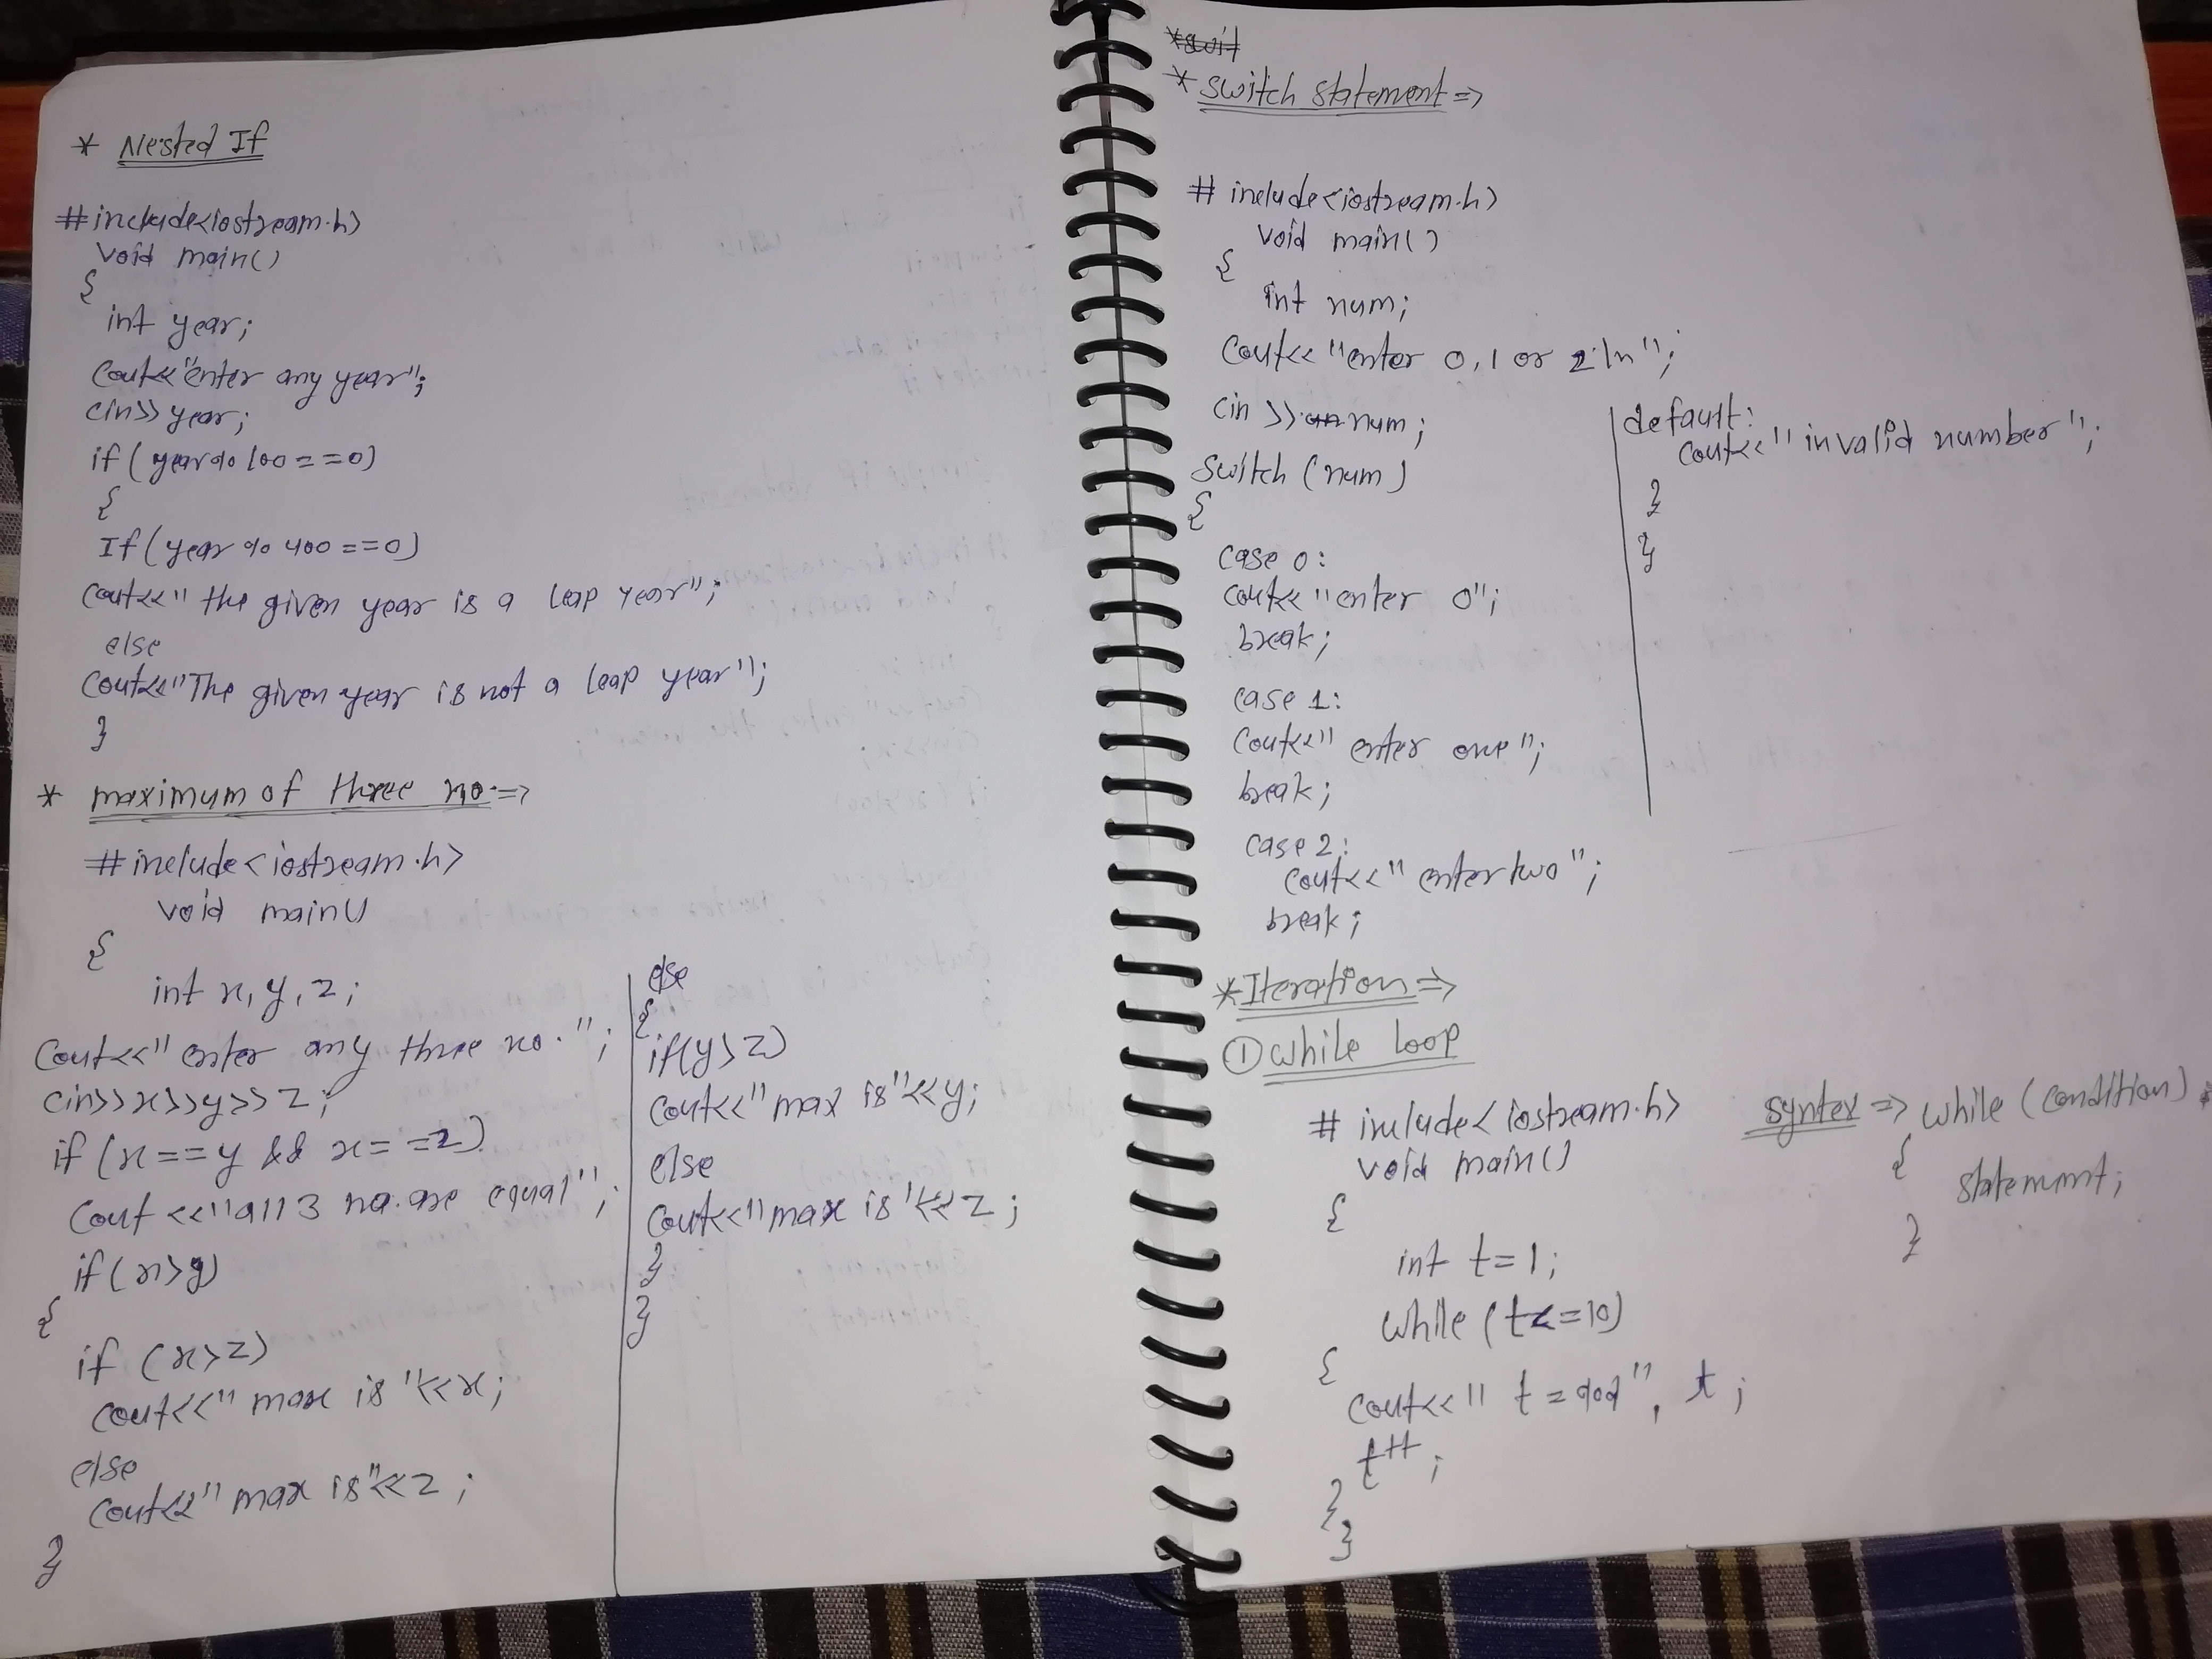 * Nested If
#include<iostream.h>
void main()
{
int year;
cout<<"enter any year";
cin>>year;
if (year%100==0)
{
If (year % 400 ==0)
cout<<" the given year is a leap year";
else
cout<<"The given year is not a leap year";
}
* maximum of three no. =>
#include<iostream.h>
void main()
{
int x, y, z;
cout<<" enter any three no.";
cin>>x>>y>>z;
if (x==y && x==z)
cout <<"all 3 no. are equal";
if (x>y)
{
if (x>z)
cout<<" max is "<<x;
else
cout<<" max is"<<z;
}
else
{
if(y>z)
cout<<"max is"<<y;
else
cout<<"max is "<<z;
}
}
* switch statement =>
# include<iostream.h>
void main()
{
int num;
cout<< "enter 0,1 or 2\n";
cin >> num;
switch (num)
{
case 0:
cout<< "enter 0";
break;
case 1:
cout<<" enter one";
break;
case 2:
cout<<" enter two";
break;
default:
cout<<" invalid number";
}
}
* Iteration =>
① while loop
# include<iostream.h>
void main()
{
int t=1;
while (t<=10)
{
cout<<" t=%d", t;
t++;
}
}
syntex => while (condition)
{
statement;
}